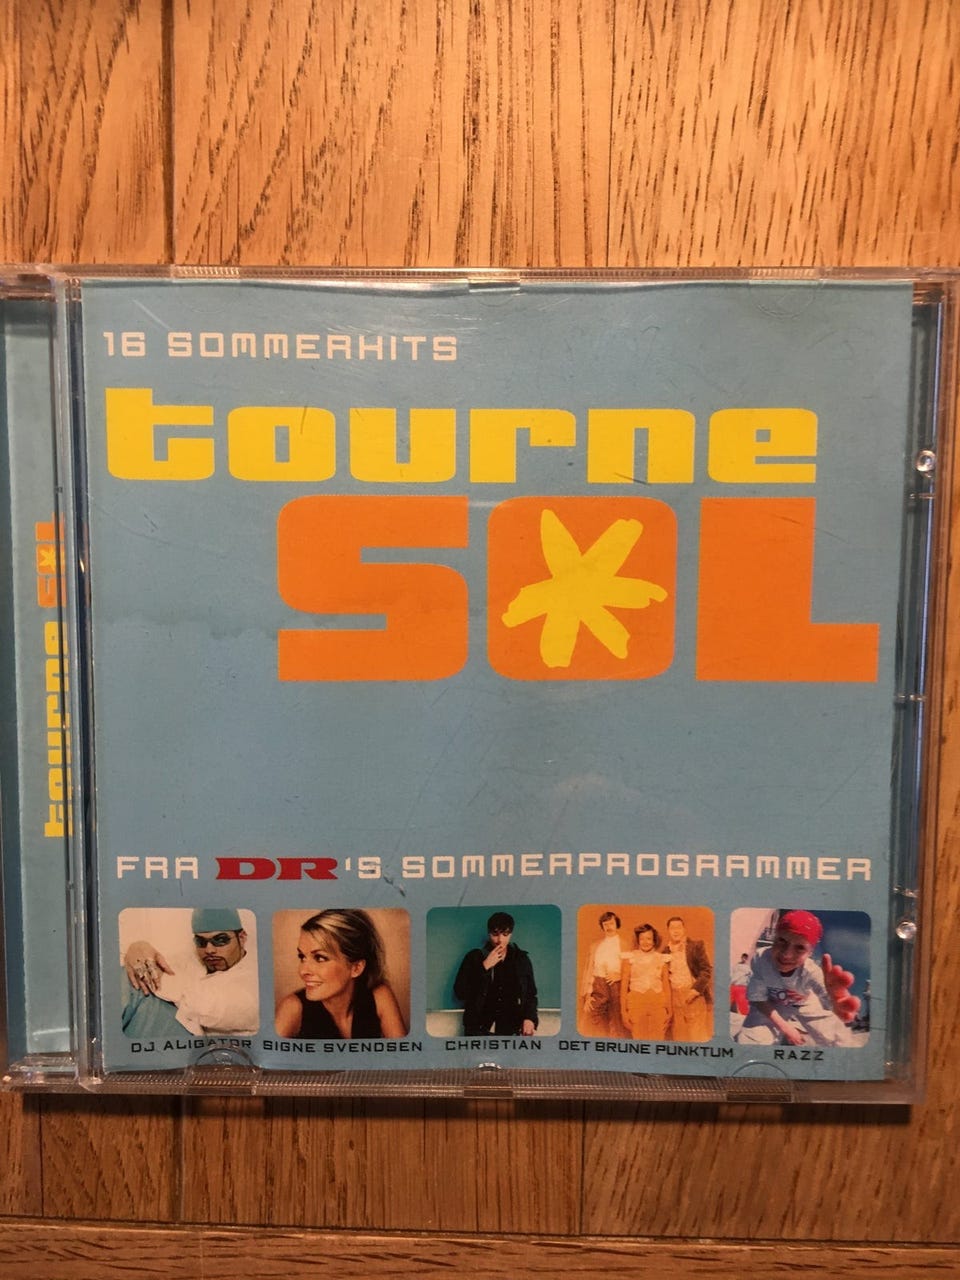 16 SOMMERHITS
tourne
SOL
tourne SOL
FRA DR'S SOMMERPROGRAMMER
DJ ALIGATOR SIGNE SVENDSEN CHRISTIAN DET BRUNE PUNKTUM RAZZ